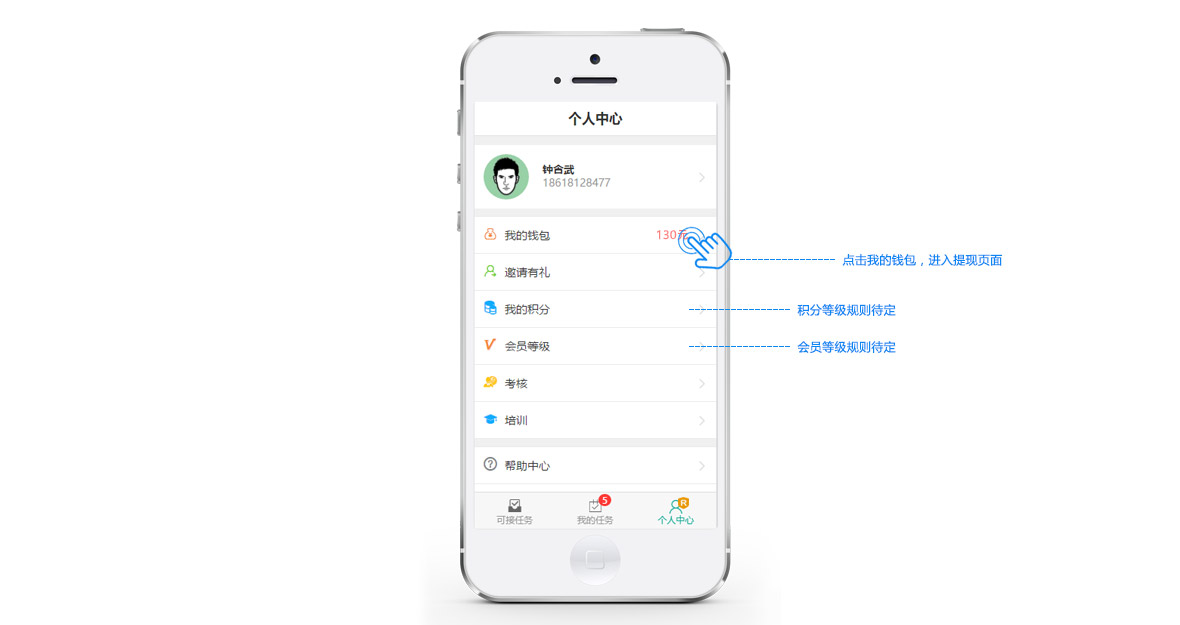 个人中心
钟合武
18618128477
我的钱包
130元
点击我的钱包，进入提现页面
邀请有礼
我的积分
积分等级规则待定
会员等级
会员等级规则待定
考核
培训
帮助中心
可接任务
5
我的任务
R
个人中心